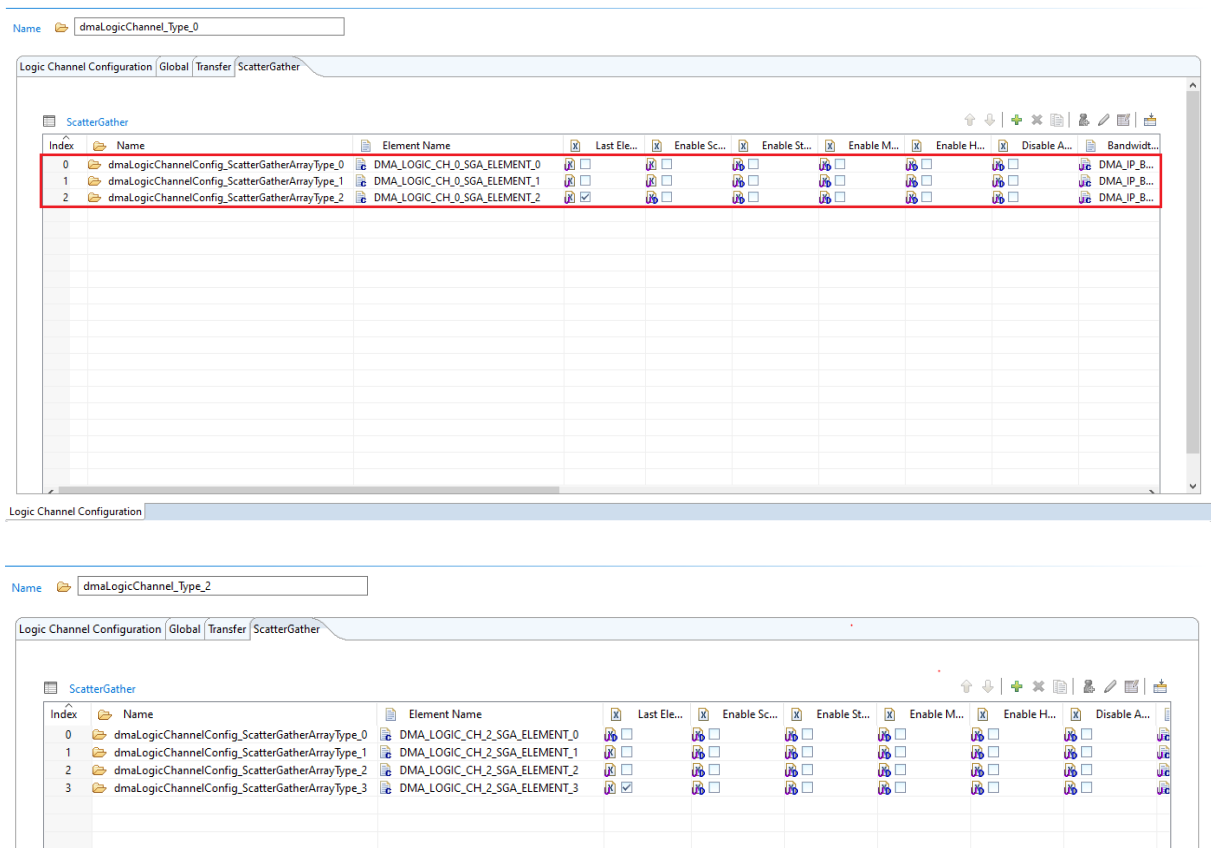 Name dmaLogicChannel_Type_0
Logic Channel Configuration Global Transfer ScatterGather
ScatterGather
Index Name Element Name Last Ele... Enable Sc... Enable St... Enable M... Enable H... Disable A... Bandwidt...
0 dmaLogicChannelConfig_ScatterGatherArrayType_0 DMA_LOGIC_CH_0_SGA_ELEMENT_0 DMA_IP_B...
1 dmaLogicChannelConfig_ScatterGatherArrayType_1 DMA_LOGIC_CH_0_SGA_ELEMENT_1 DMA_IP_B...
2 dmaLogicChannelConfig_ScatterGatherArrayType_2 DMA_LOGIC_CH_0_SGA_ELEMENT_2 DMA_IP_B...
Logic Channel Configuration
Name dmaLogicChannel_Type_2
Logic Channel Configuration Global Transfer ScatterGather
ScatterGather
Index Name Element Name Last Ele... Enable Sc... Enable St... Enable M... Enable H... Disable A...
0 dmaLogicChannelConfig_ScatterGatherArrayType_0 DMA_LOGIC_CH_2_SGA_ELEMENT_0
1 dmaLogicChannelConfig_ScatterGatherArrayType_1 DMA_LOGIC_CH_2_SGA_ELEMENT_1
2 dmaLogicChannelConfig_ScatterGatherArrayType_2 DMA_LOGIC_CH_2_SGA_ELEMENT_2
3 dmaLogicChannelConfig_ScatterGatherArrayType_3 DMA_LOGIC_CH_2_SGA_ELEMENT_3